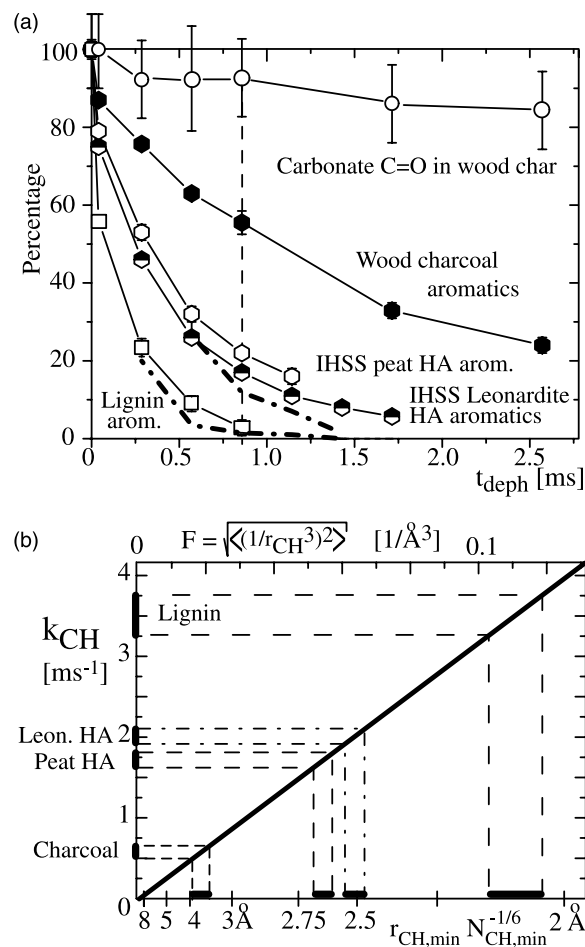 (a)
100
80
60
40
20
0
Percentage
Carbonate C=O in wood char
Wood charcoal
aromatics
IHSS peat HA arom.
IHSS Leonardite
HA aromatics
Lignin
arom.
0.0 0.5 1.0 1.5 2.0 2.5
t_deph [ms]
(b)
0 F = √⟨(1/r_CH^3)^2⟩ [1/Å^3] 0.1
4
3
2
1
0
k_CH
[ms^-1]
Lignin
Leon. HA
Peat HA
Charcoal
8 5 4 3Å 2.75 2.5 r_CH,min N_CH,min^-1/6 2 Å